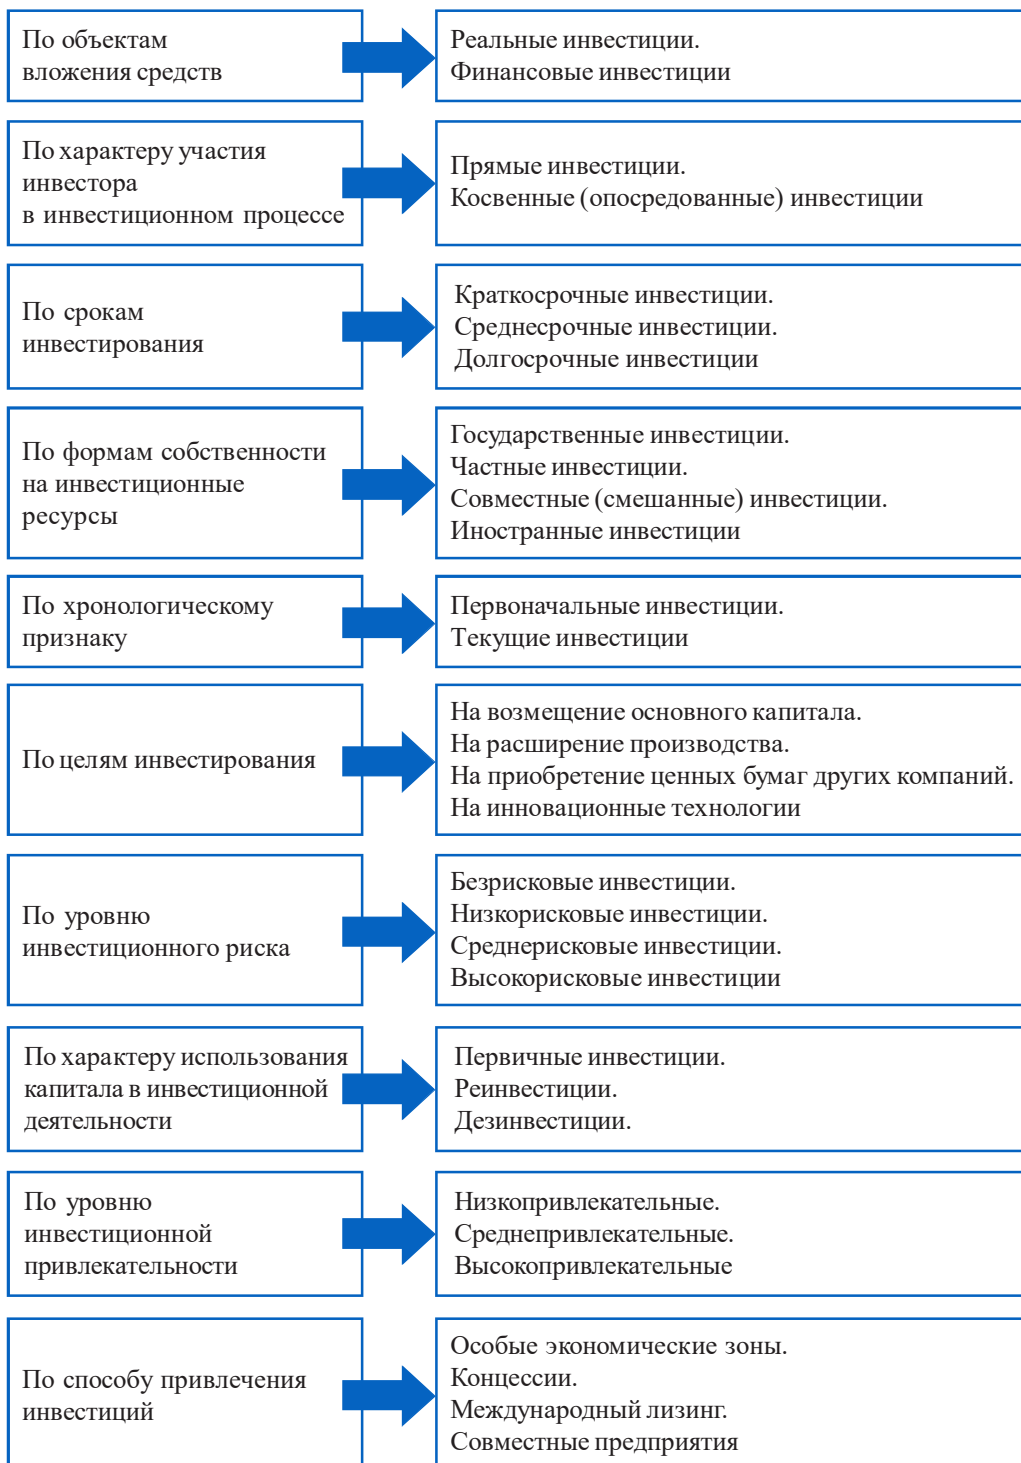 По объектам
вложения средств
Реальные инвестиции.
Финансовые инвестиции
По характеру участия
инвестора
в инвестиционном процессе
Прямые инвестиции.
Косвенные (опосредованные) инвестиции
По срокам
инвестирования
Краткосрочные инвестиции.
Среднесрочные инвестиции.
Долгосрочные инвестиции
По формам собственности
на инвестиционные
ресурсы
Государственные инвестиции.
Частные инвестиции.
Совместные (смешанные) инвестиции.
Иностранные инвестиции
По хронологическому
признаку
Первоначальные инвестиции.
Текущие инвестиции
По целям инвестирования
На возмещение основного капитала.
На расширение производства.
На приобретение ценных бумаг других компаний.
На инновационные технологии
По уровню
инвестиционного риска
Безрисковые инвестиции.
Низкорисковые инвестиции.
Среднерисковые инвестиции.
Высокорисковые инвестиции
По характеру использования
капитала в инвестиционной
деятельности
Первичные инвестиции.
Реинвестиции.
Дезинвестиции.
По уровню
инвестиционной
привлекательности
Низкопривлекательные.
Среднепривлекательные.
Высокопривлекательные
По способу привлечения
инвестиций
Особые экономические зоны.
Концессии.
Международный лизинг.
Совместные предприятия